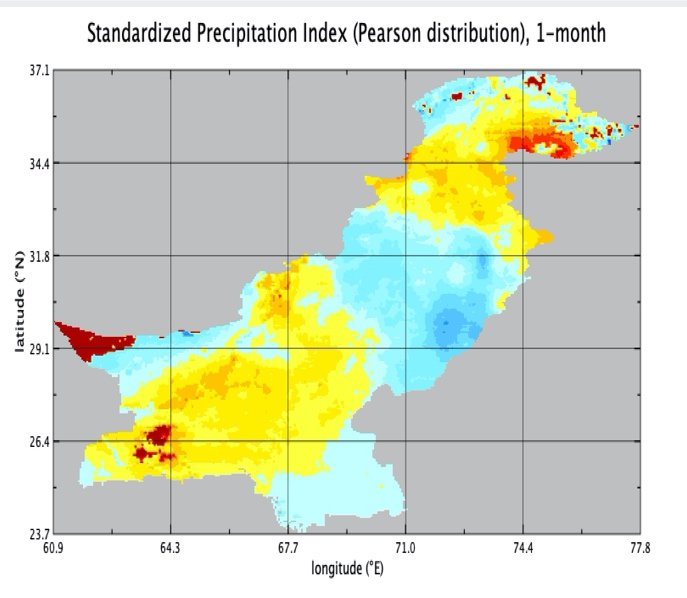 Standardized Precipitation Index (Pearson distribution), 1-month
37.1
34.4
31.8
29.1
26.4
23.7
latitude (°N)
60.9 64.3 67.7 71.0 74.4 77.8
longitude (°E)